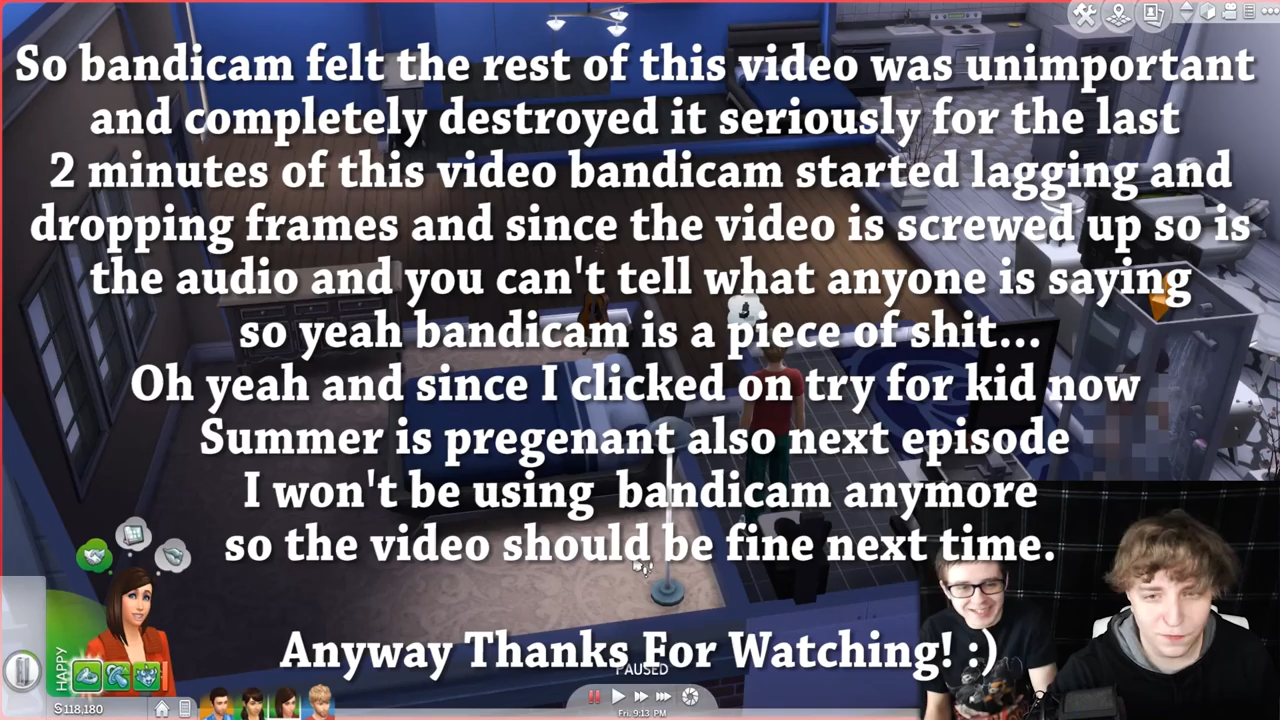 So bandicam felt the rest of this video was unimportant
and completely destroyed it seriously for the last
2 minutes of this video bandicam started lagging and
dropping frames and since the video is screwed up so is
the audio and you can't tell what anyone is saying
so yeah bandicam is a piece of shit...
Oh yeah and since I clicked on try for kid now
Summer is pregenant also next episode
I won't be using bandicam anymore
so the video should be fine next time.
Anyway Thanks For Watching! :)
PAUSED
HAPPY
§118,180
Fri. 9:13 PM